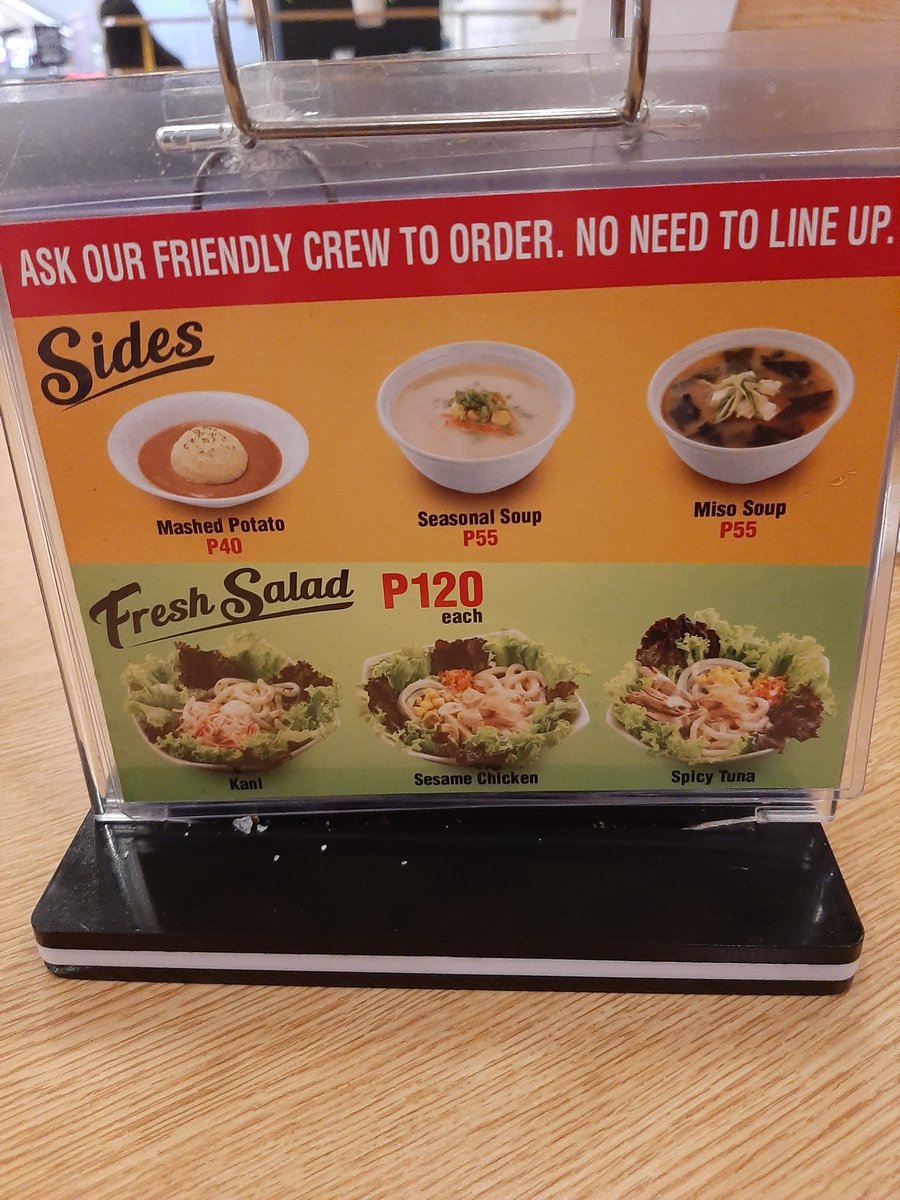 ASK OUR FRIENDLY CREW TO ORDER. NO NEED TO LINE UP.
Sides
Mashed Potato
P40
Seasonal Soup
P55
Miso Soup
P55
Fresh Salad
P120
each
Kani
Sesame Chicken
Spicy Tuna